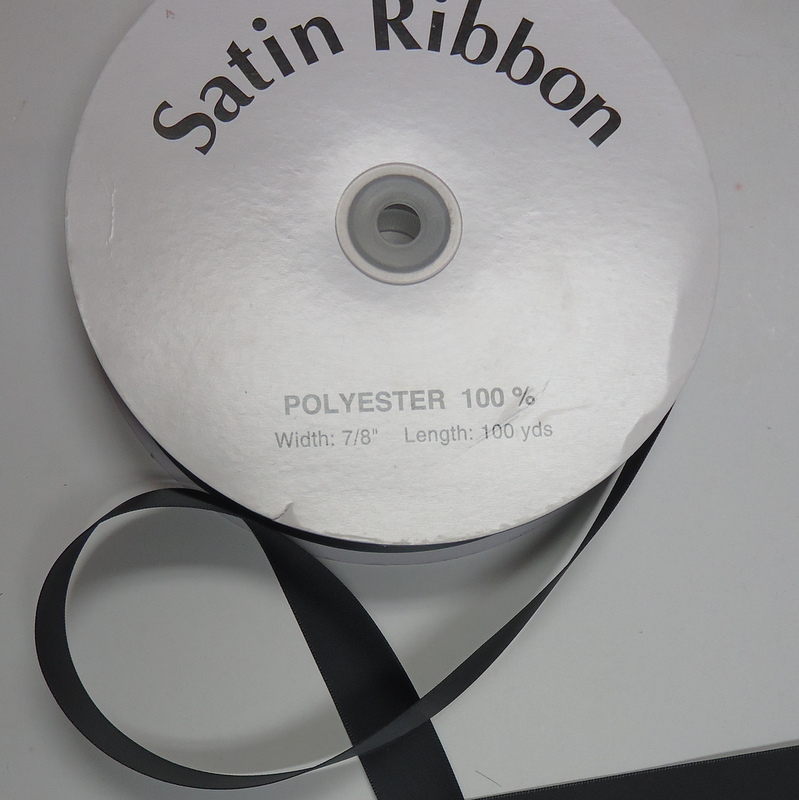 Satin Ribbon
POLYESTER 100 %
Width: 7/8" Length: 100 yds